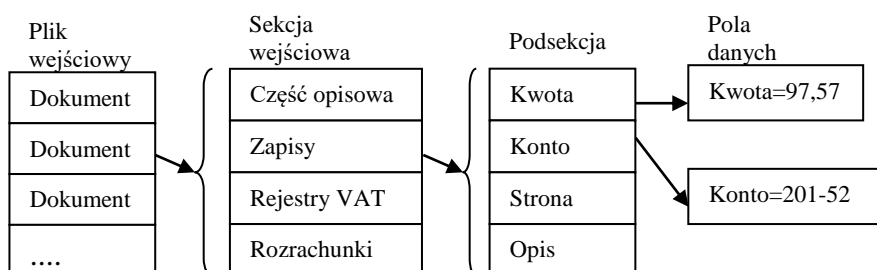 Plik
wejściowy
Dokument
Dokument
Dokument
....
Sekcja
wejściowa
Część opisowa
Zapisy
Rejestry VAT
Rozrachunki
Podsekcja
Kwota
Konto
Strona
Opis
Pola
danych
Kwota=97,57
Konto=201-52